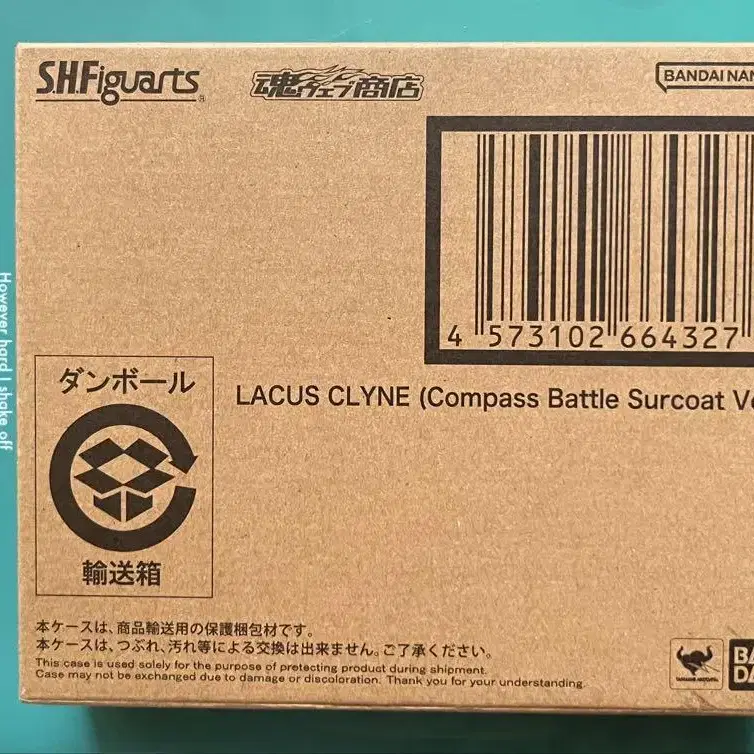 S.H.Figuarts
魂ウェブ商店
BANDAI NAM
4 573102 664327
LACUS CLYNE (Compass Battle Surcoat Ve
ダンボール
輸送箱
本ケースは、商品輸送用の保護梱包材です。
本ケースは、つぶれ、汚れ等による交換は出来ません。ご了承ください。
This case is used solely for the purpose of pretecting product during shipment.
Case may not be exchanged due to damage or discoloration. Thank you for your understanding.
TAMASHII NATIONS
BA
DA
However hard I shake off